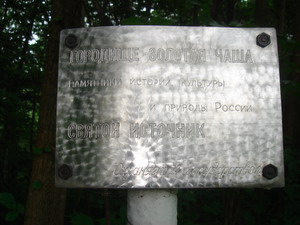 ГОРОДИЩЕ ЗОЛОТАЯ ЧАША
ПАМЯТНИК ИСТОРИИ КУЛЬТУРЫ
И ПРИРОДЫ РОССИИ
СВЯТОЙ ИСТОЧНИК